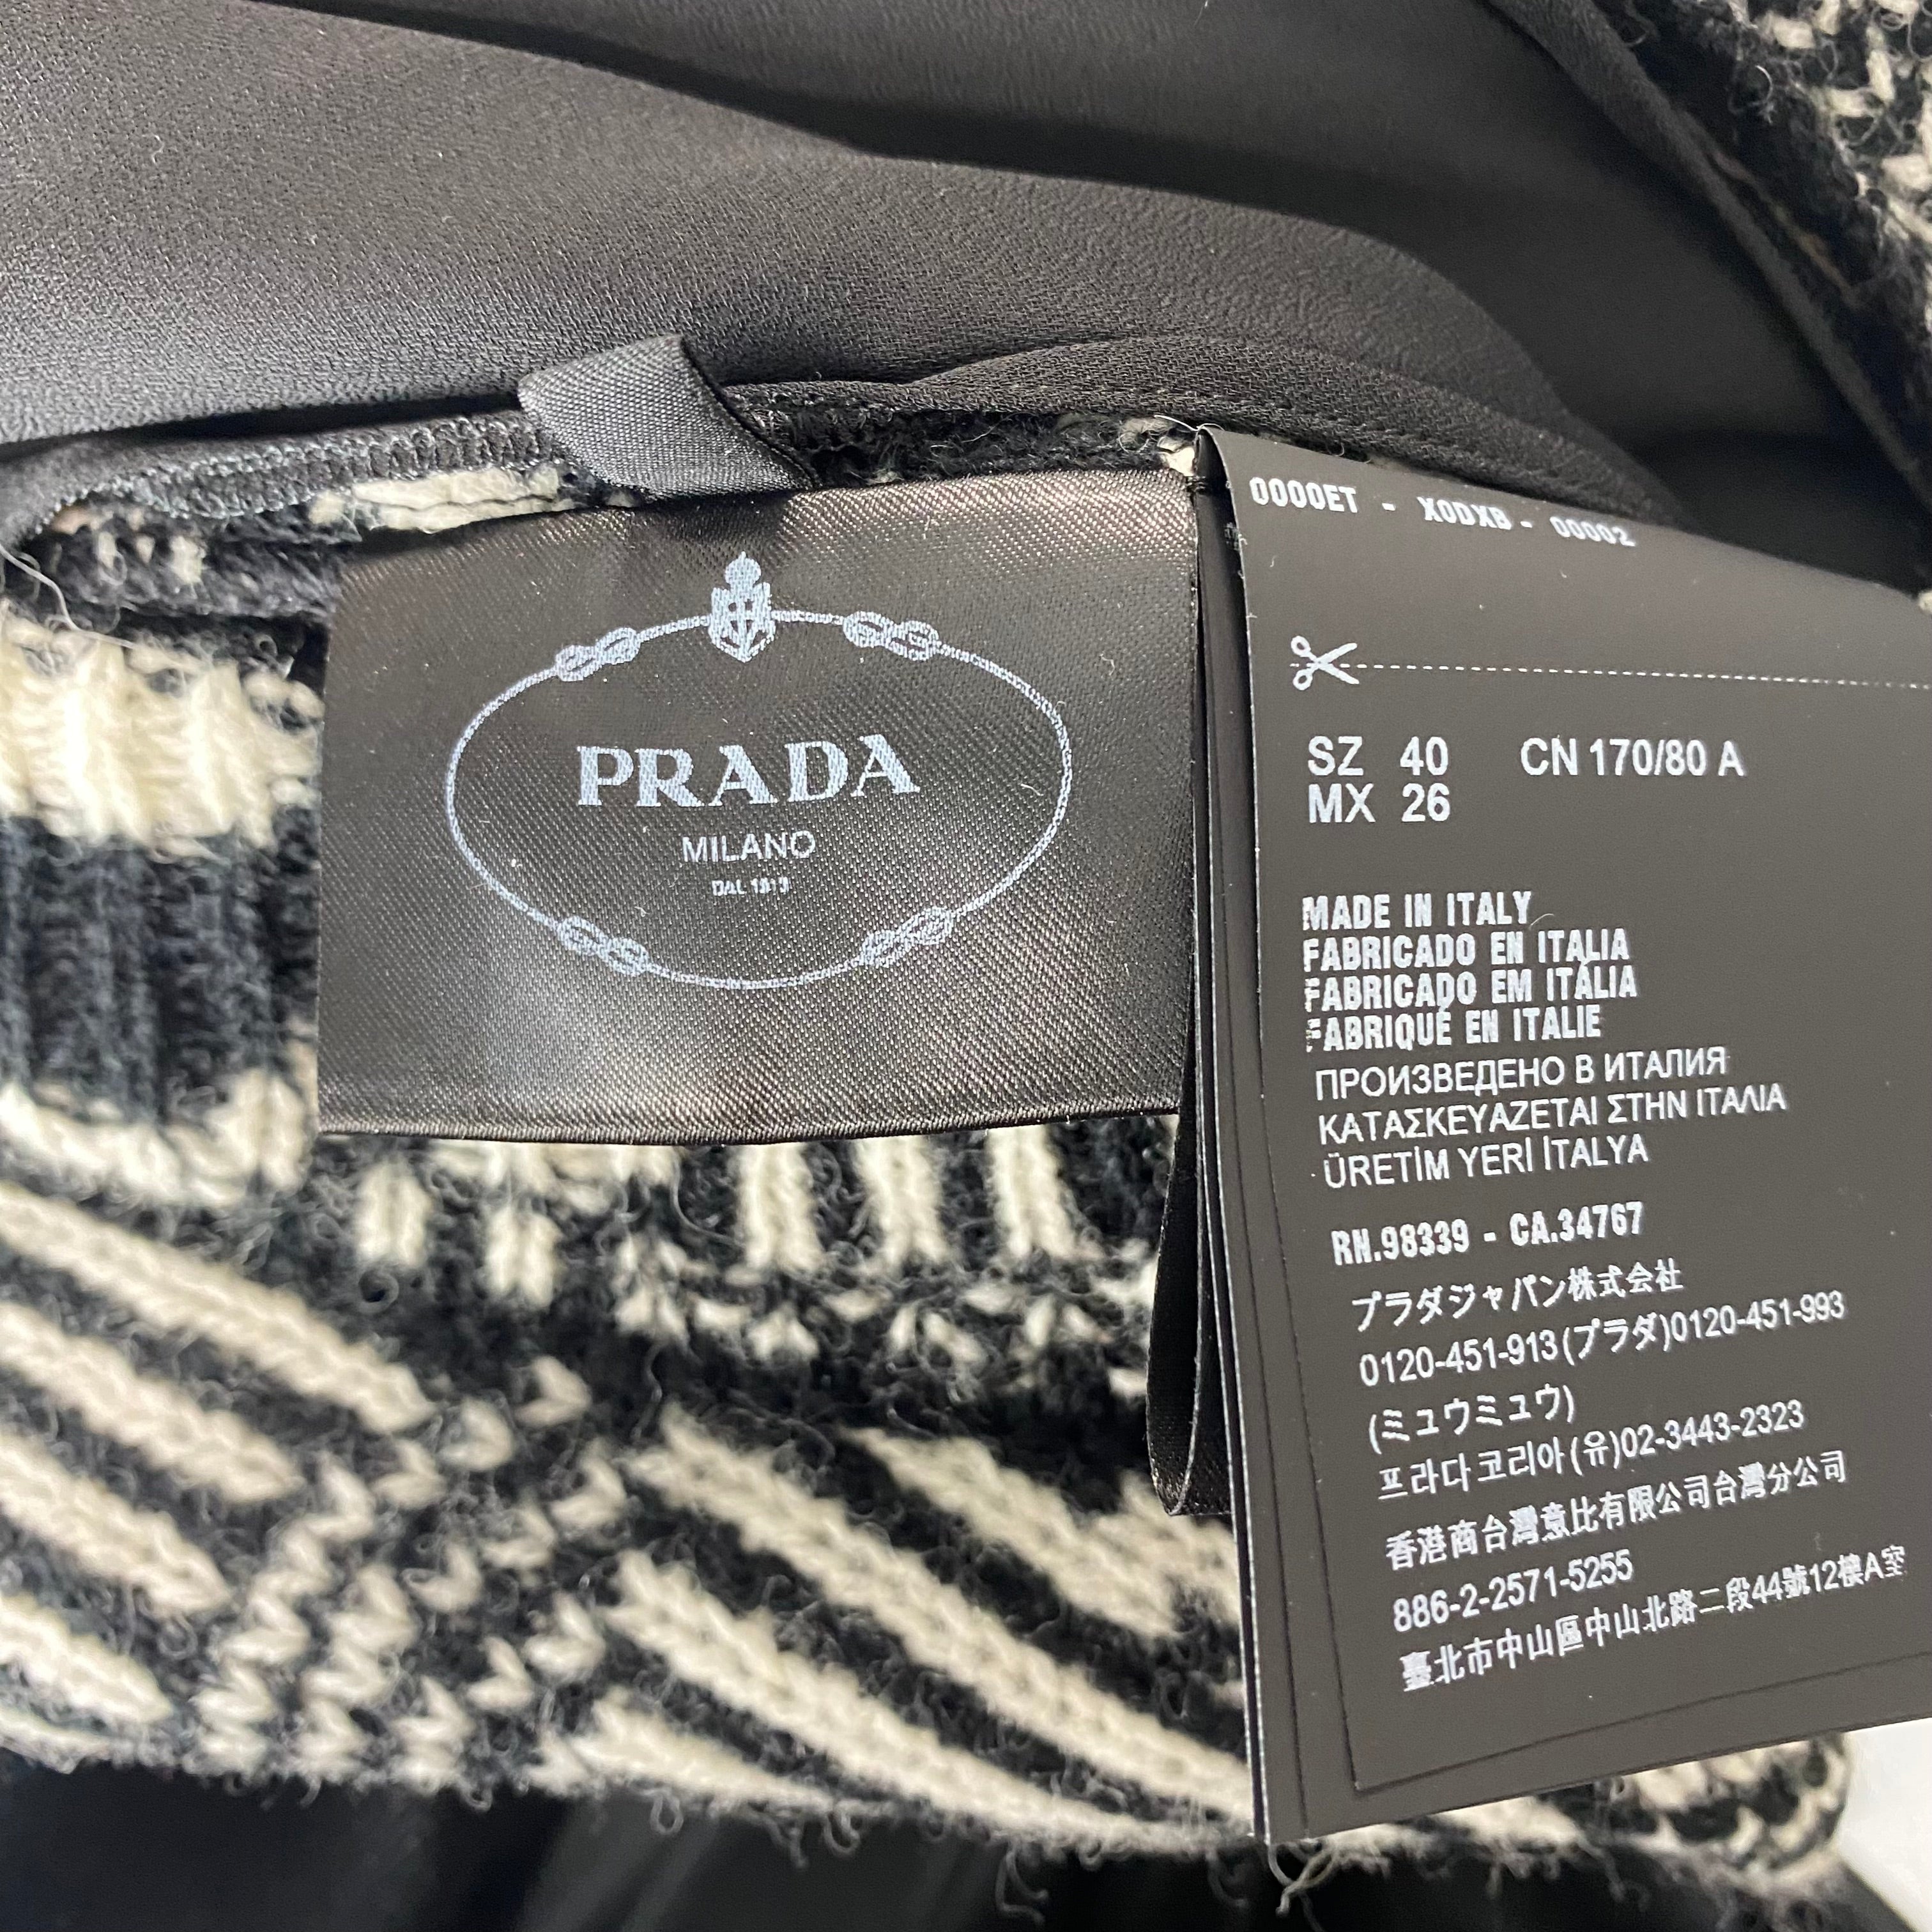 PRADA
MILANO
DAL 1913
0000ET - X0DXB - 00002
SZ 40 CN 170/80 A
MX 26
MADE IN ITALY
FABRICADO EN ITALIA
FABRICADO EM ITÁLIA
FABRIQUÉ EN ITALIE
ПРОИЗВЕДЕНО В ИТАЛИЯ
ΚΑΤΑΣΚΕΥΑΖΕΤΑΙ ΣΤΗΝ ΙΤΑΛΙΑ
ÜRETİM YERİ İTALYA
RN.98339 - CA.34767
プラダジャパン株式会社
0120-451-913(プラダ)0120-451-993
(ミュウミュウ)
프라다코리아(유)02-3443-2323
香港商台灣意比有限公司台灣分公司
886-2-2571-5255
臺北市中山區中山北路二段44號12樓A室